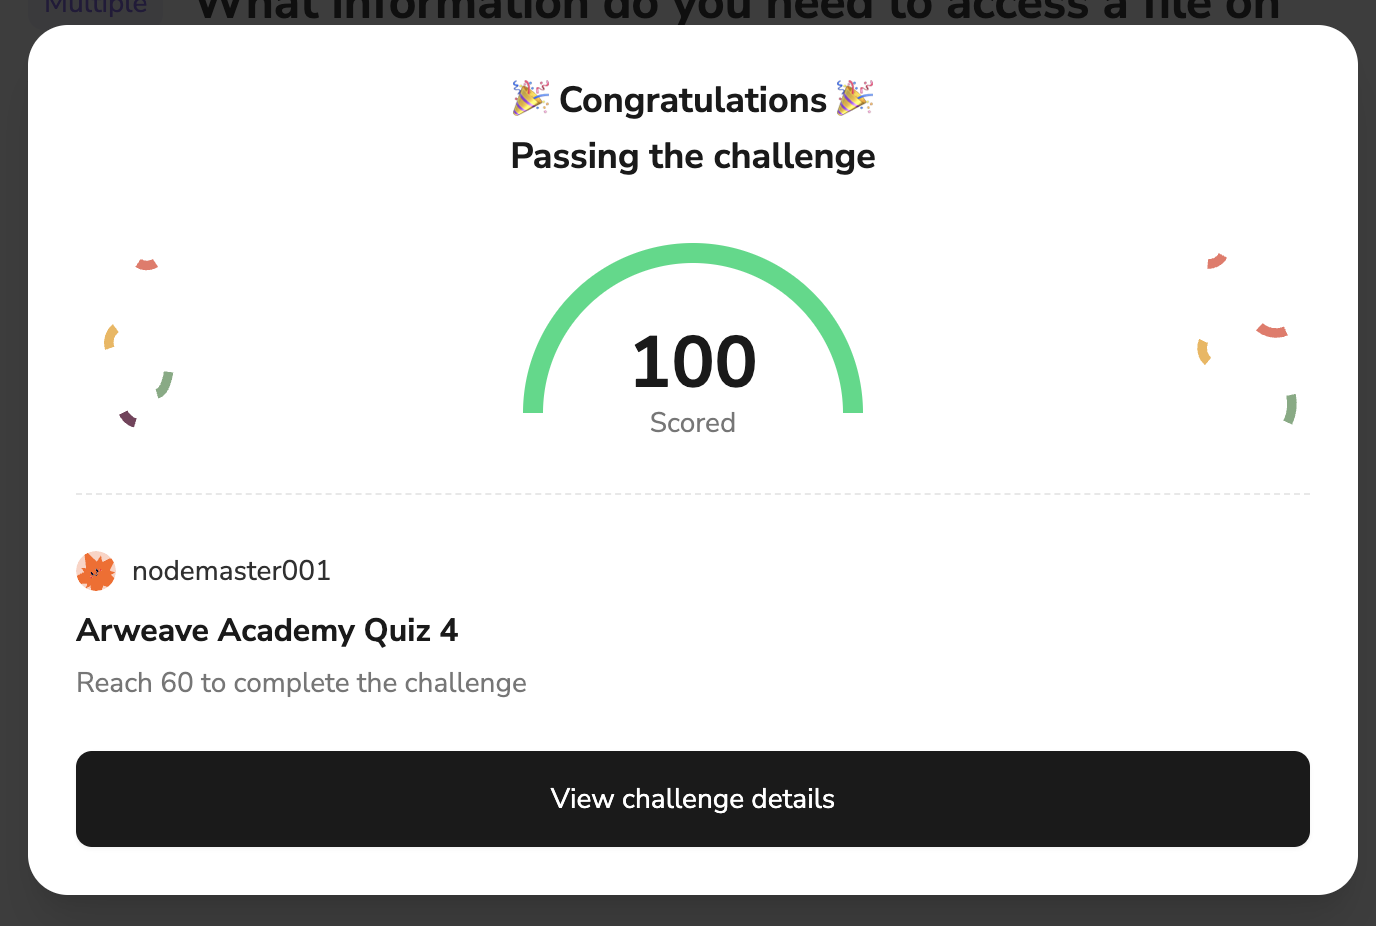 Multiple What information do you need to access a file on
🎉 Congratulations 🎉
Passing the challenge
100
Scored
nodemaster001
Arweave Academy Quiz 4
Reach 60 to complete the challenge
View challenge details